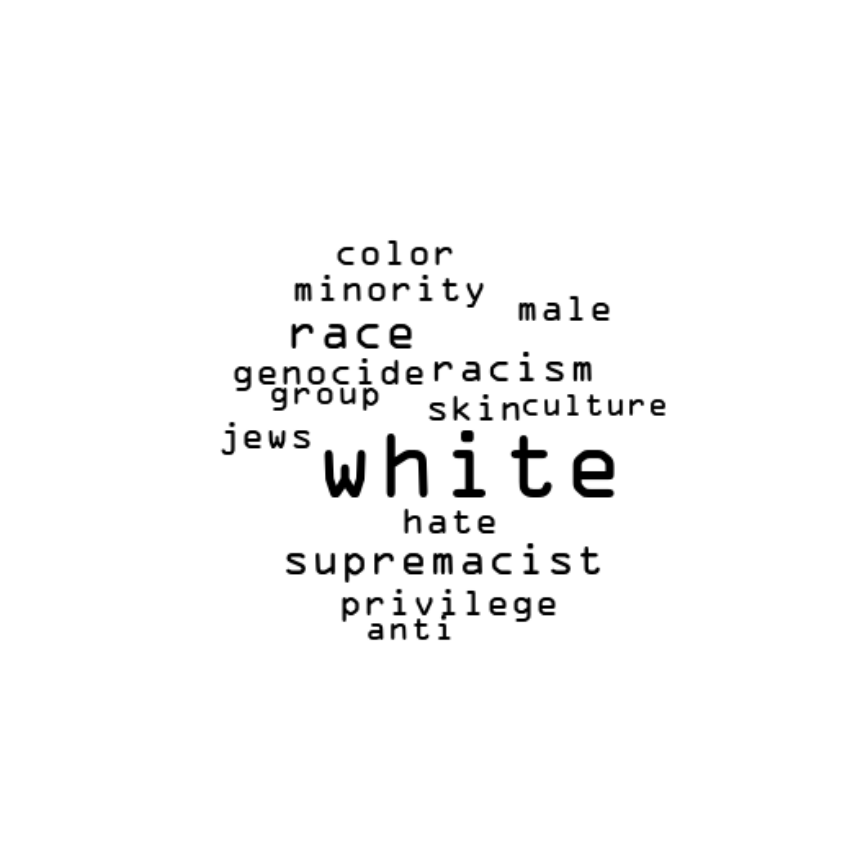 color
minority
male
race
genocide racism
group
skin culture
jews
white
hate
supremacist
privilege
anti